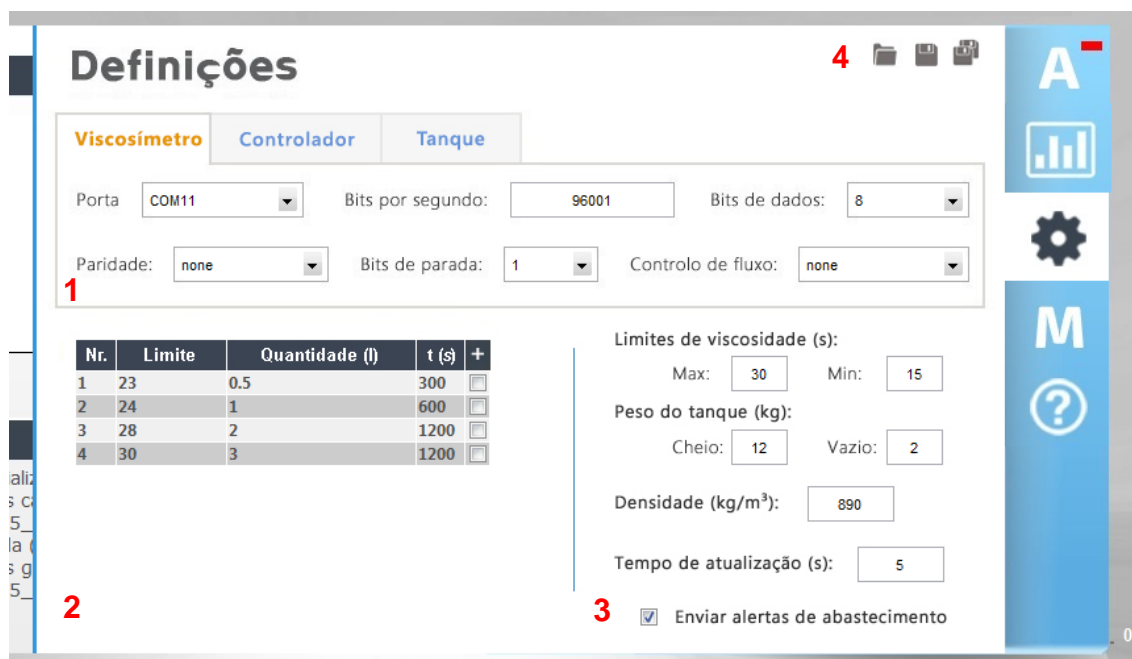 Definições
4
A
Viscosímetro Controlador Tanque
Porta COM11 Bits por segundo: 96001 Bits de dados: 8
Paridade: none Bits de parada: 1 Controlo de fluxo: none
1
M
Nr. Limite Quantidade (l) t (s) +
1 23 0.5 300
2 24 1 600
3 28 2 1200
4 30 3 1200
Limites de viscosidade (s):
Max: 30 Min: 15
Peso do tanque (kg):
Cheio: 12 Vazio: 2
?
Densidade (kg/m³): 890
Tempo de atualização (s): 5
2
3
Enviar alertas de abastecimento